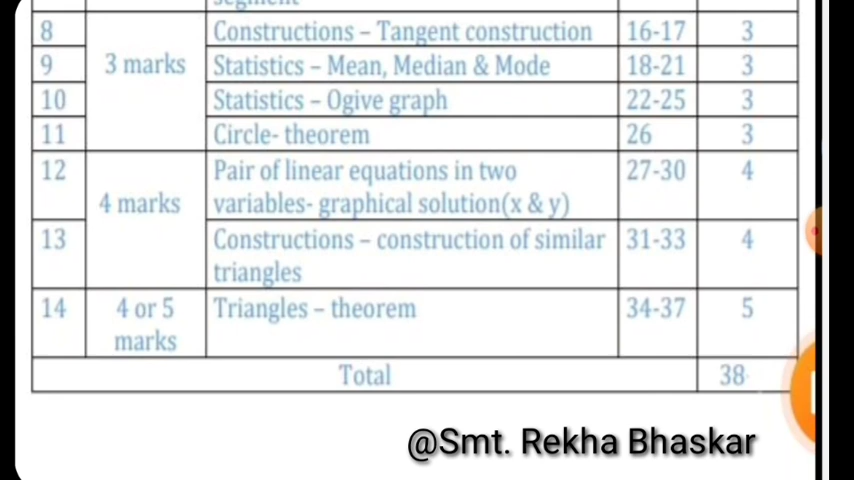 segment
8 Constructions – Tangent construction 16-17 3
9 3 marks Statistics – Mean, Median & Mode 18-21 3
10 Statistics – Ogive graph 22-25 3
11 Circle- theorem 26 3
12 Pair of linear equations in two 27-30 4
4 marks variables- graphical solution(x & y)
13 Constructions – construction of similar 31-33 4
triangles
14 4 or 5 Triangles – theorem 34-37 5
marks
Total 38
@Smt. Rekha Bhaskar